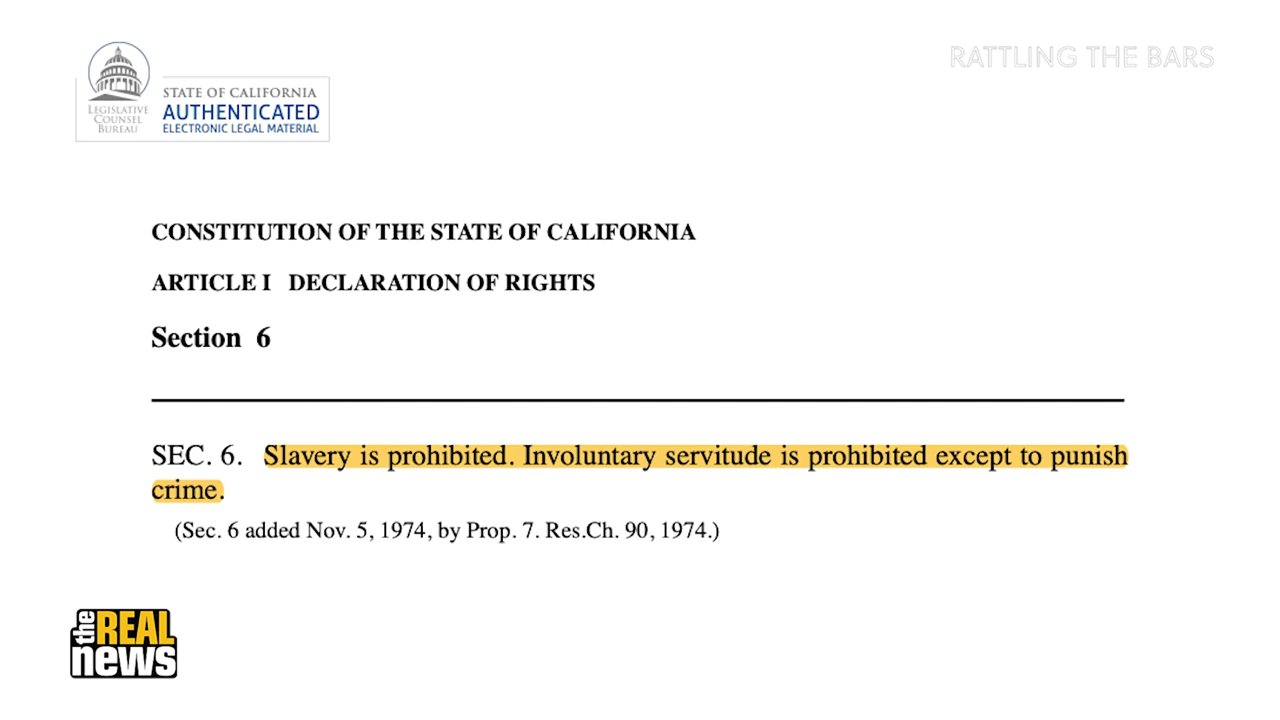 RATTLING THE BARS
LEGISLATIVE
COUNSEL
BUREAU
STATE OF CALIFORNIA
AUTHENTICATED
ELECTRONIC LEGAL MATERIAL
CONSTITUTION OF THE STATE OF CALIFORNIA
ARTICLE I DECLARATION OF RIGHTS
Section 6
SEC. 6. Slavery is prohibited. Involuntary servitude is prohibited except to punish
crime.
(Sec. 6 added Nov. 5, 1974, by Prop. 7. Res.Ch. 90, 1974.)
the REAL
news